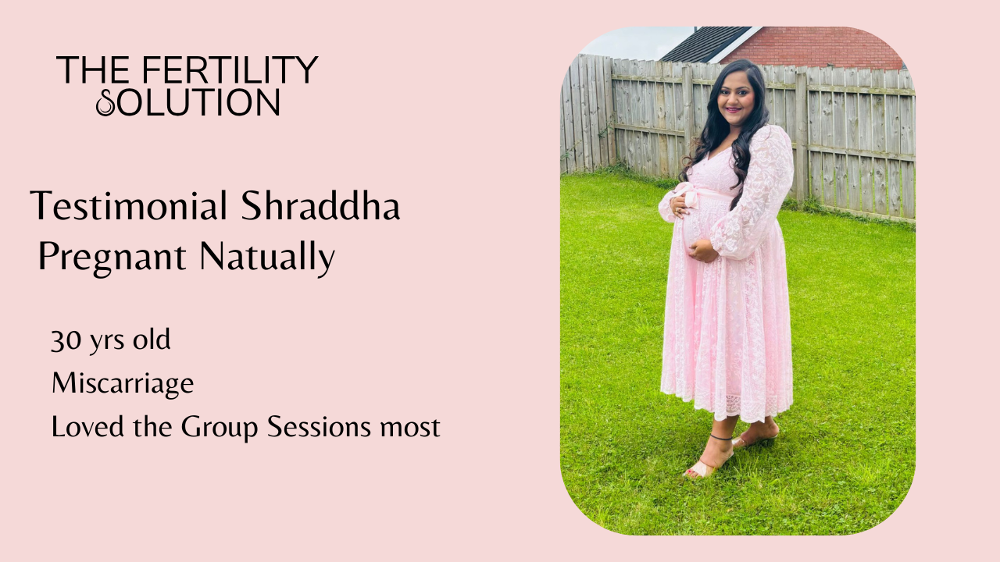 THE FERTILITY
SOLUTION
Testimonial Shraddha
Pregnant Natually
30 yrs old
Miscarriage
Loved the Group Sessions most